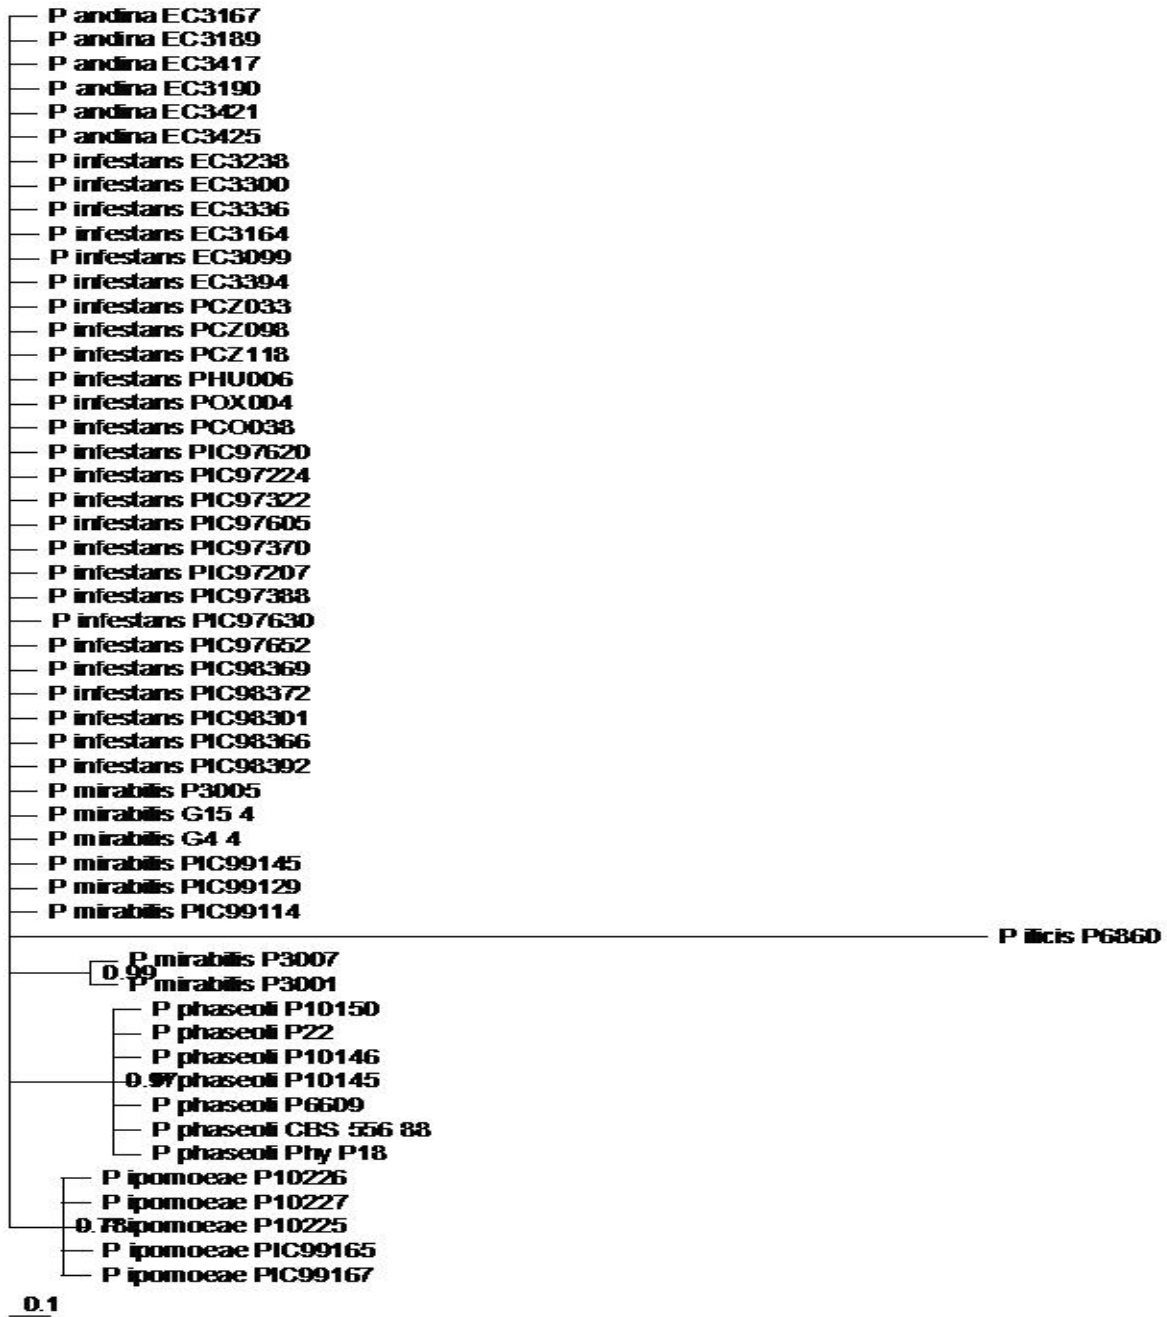 P andina EC3167
P andina EC3189
P andina EC3417
P andina EC3190
P andina EC3421
P andina EC3425
P infestans EC3238
P infestans EC3300
P infestans EC3336
P infestans EC3164
P infestans EC3099
P infestans EC3394
P infestans PCZ033
P infestans PCZ098
P infestans PCZ118
P infestans PHU006
P infestans POX004
P infestans PCO038
P infestans PIC97620
P infestans PIC97224
P infestans PIC97322
P infestans PIC97605
P infestans PIC97370
P infestans PIC97207
P infestans PIC97388
P infestans PIC97630
P infestans PIC97652
P infestans PIC98369
P infestans PIC98372
P infestans PIC98301
P infestans PIC98366
P infestans PIC98392
P mirabilis P3005
P mirabilis G15 4
P mirabilis G4 4
P mirabilis PIC99145
P mirabilis PIC99129
P mirabilis PIC99114
P ilicis P6860
P mirabilis P3007
0.99
P mirabilis P3001
P phaseoli P10150
P phaseoli P22
P phaseoli P10146
0.97 phaseoli P10145
P phaseoli P6609
P phaseoli CBS 556 88
P phaseoli Phy P18
P ipomoeae P10226
P ipomoeae P10227
0.78 ipomoeae P10225
P ipomoeae PIC99165
P ipomoeae PIC99167
0.1